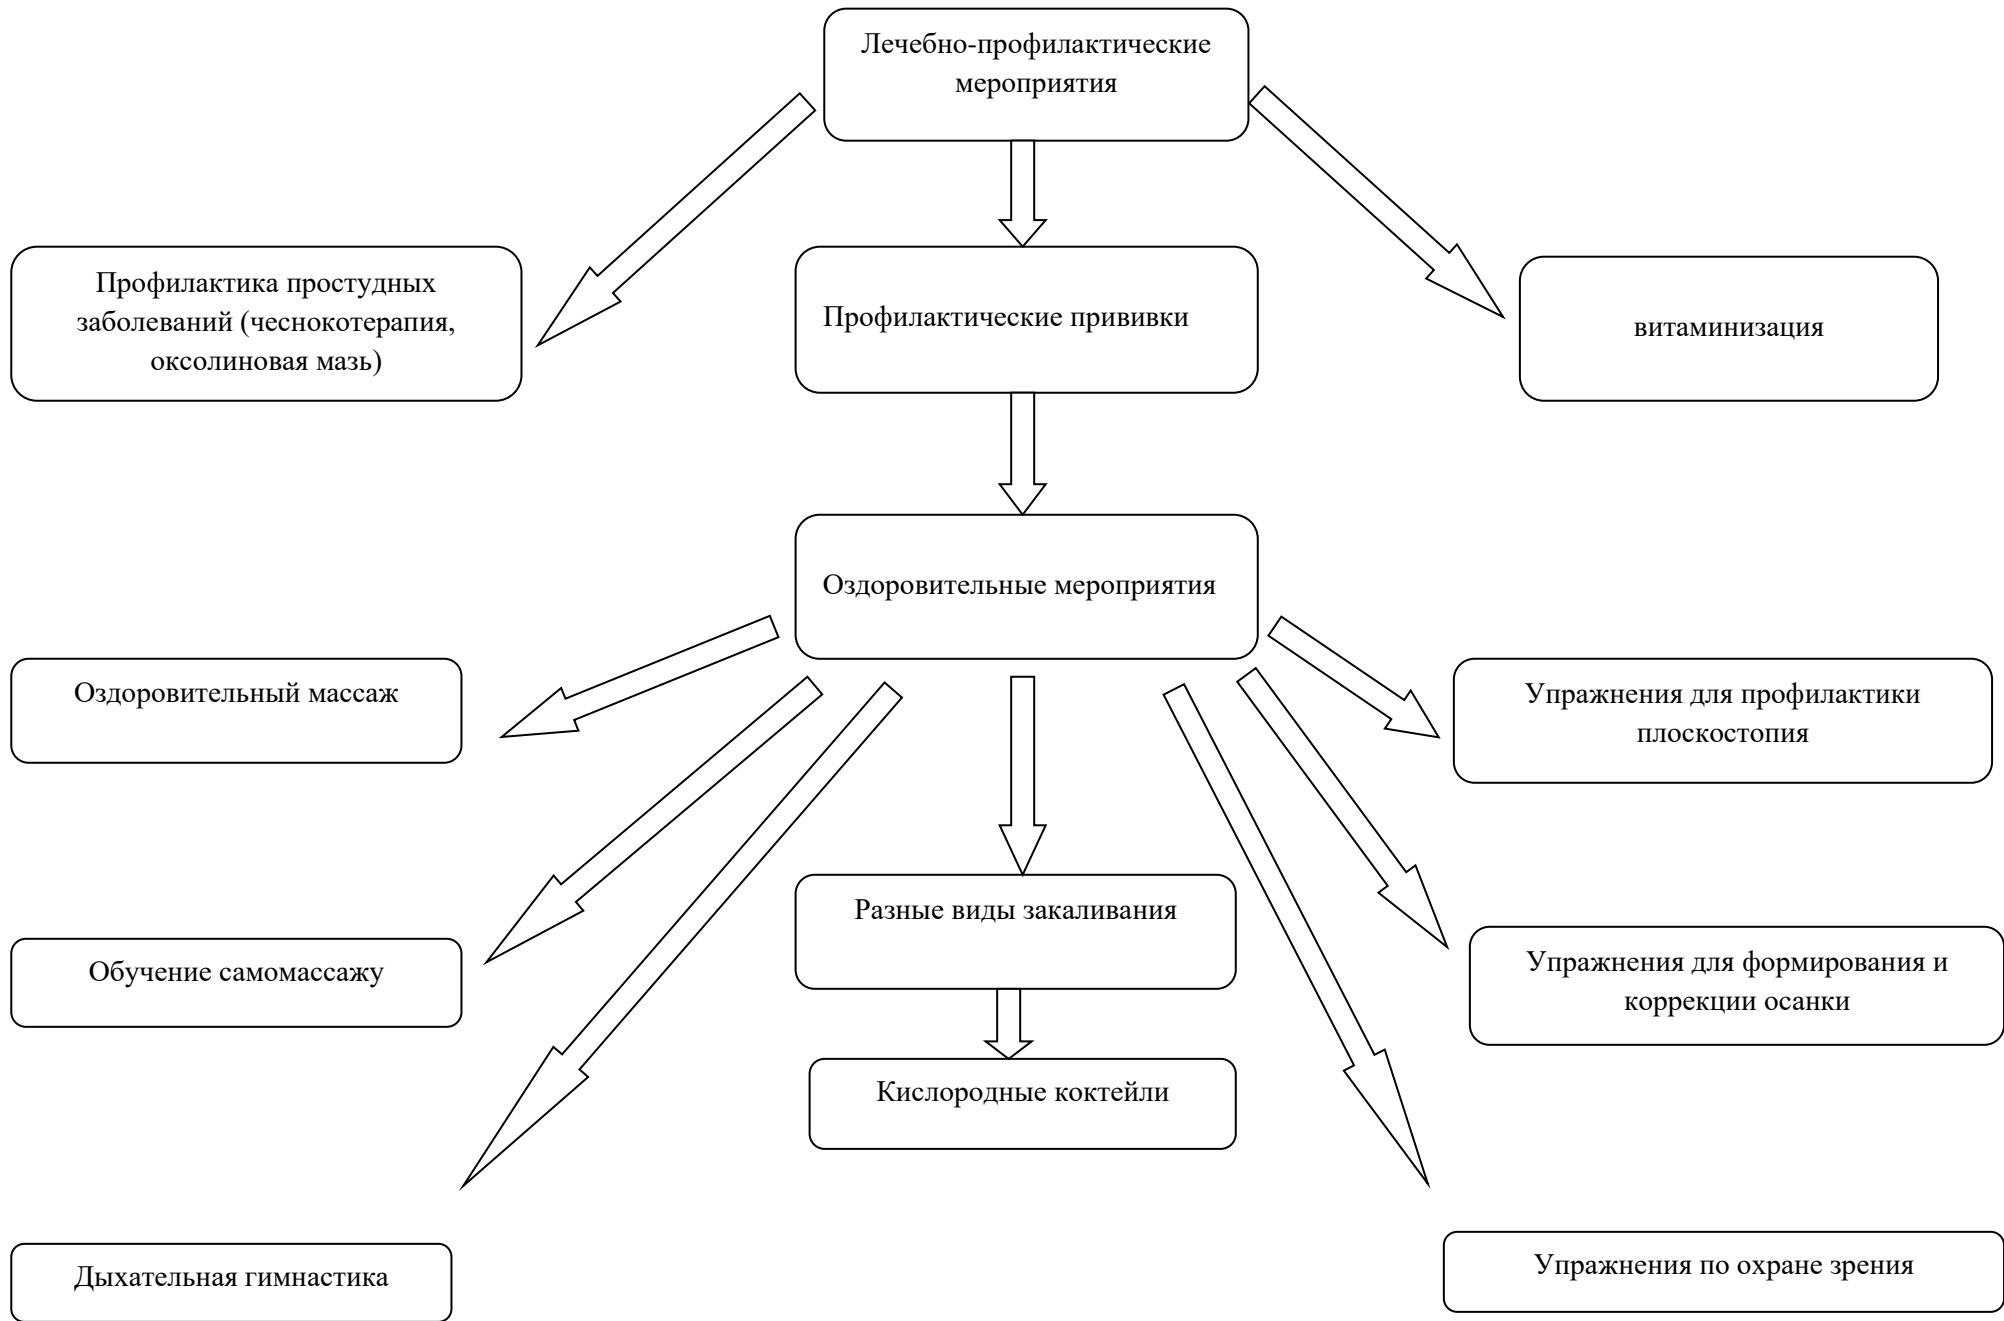 Лечебно-профилактические
мероприятия
Профилактика простудных
заболеваний (чеснокотерапия,
оксолиновая мазь)
Профилактические прививки
витаминизация
Оздоровительные мероприятия
Оздоровительный массаж
Упражнения для профилактики
плоскостопия
Разные виды закаливания
Обучение самомассажу
Упражнения для формирования и
коррекции осанки
Кислородные коктейли
Дыхательная гимнастика
Упражнения по охране зрения